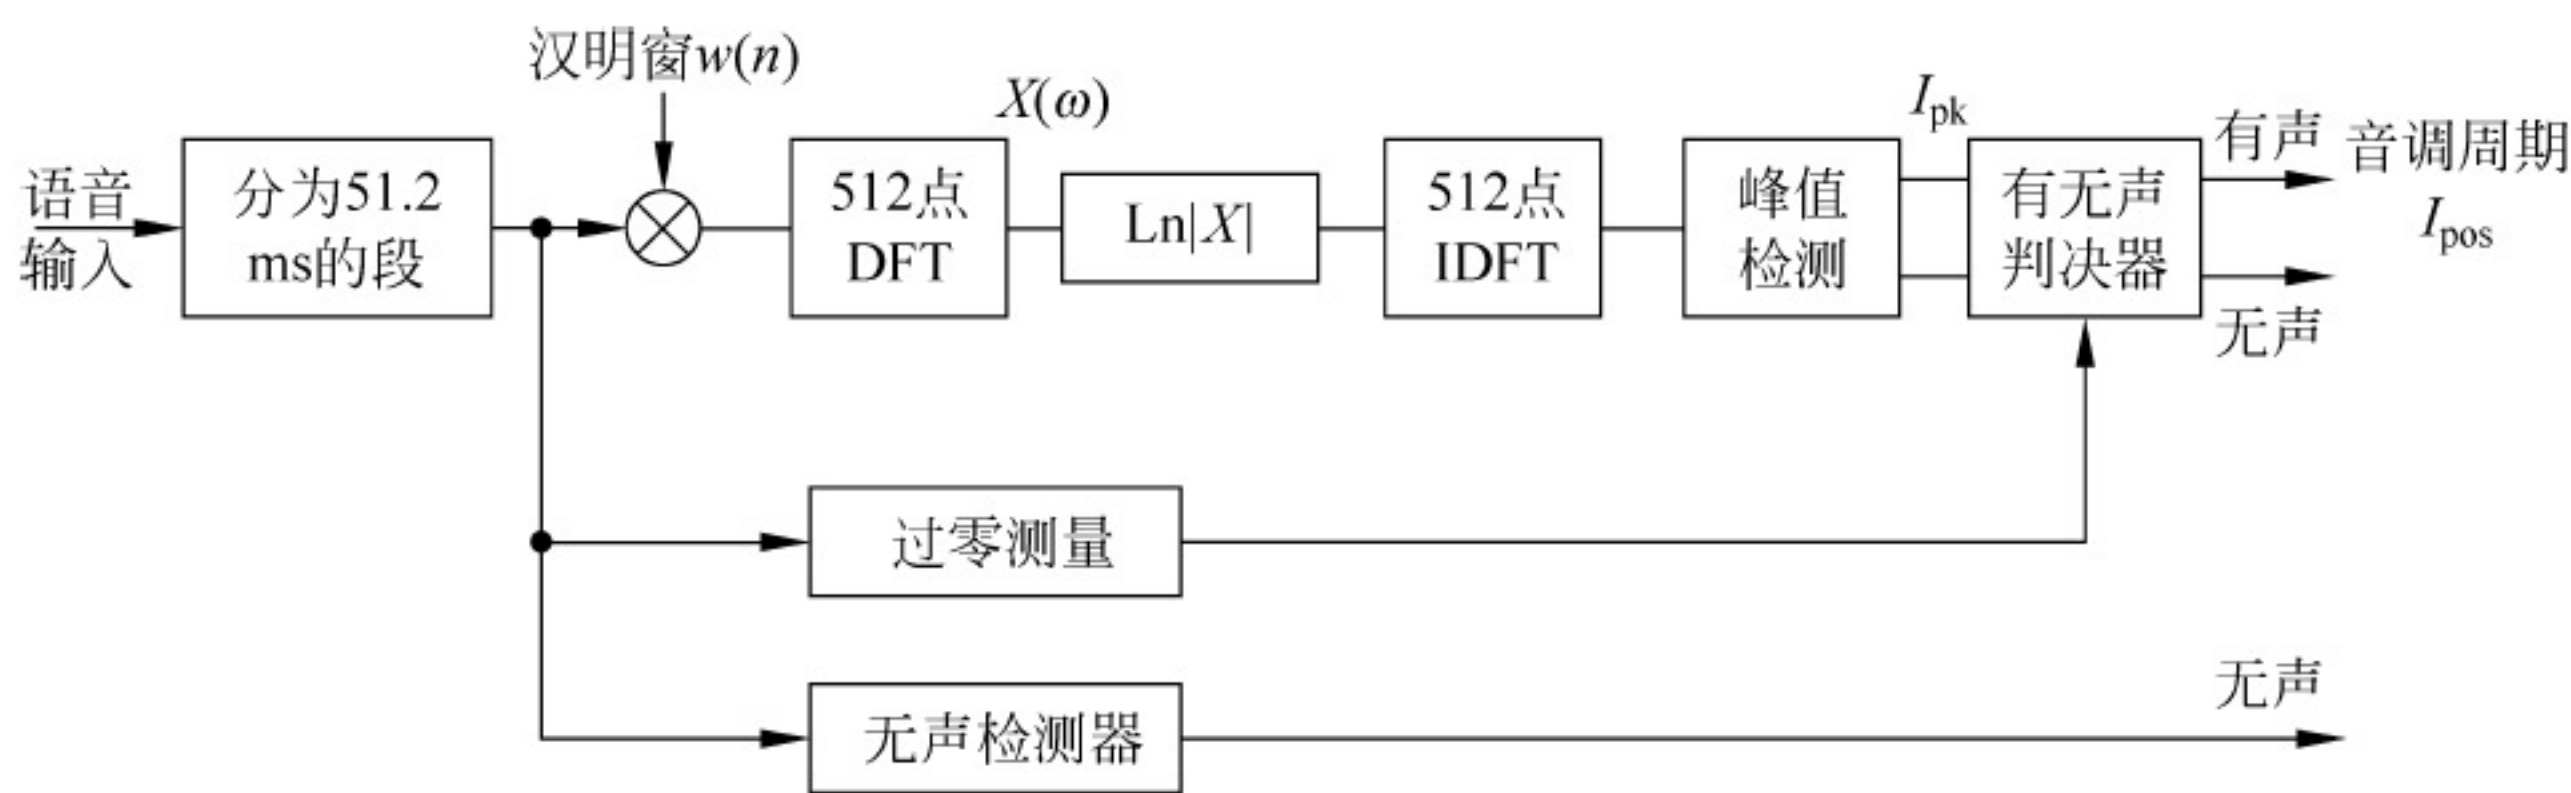 汉明窗w(n)
X(ω)
I_pk
语音
输入
分为51.2
ms的段
512点
DFT
Ln|X|
512点
IDFT
峰值
检测
有无声
判决器
有声
无声
音调周期
I_pos
过零测量
无声检测器
无声